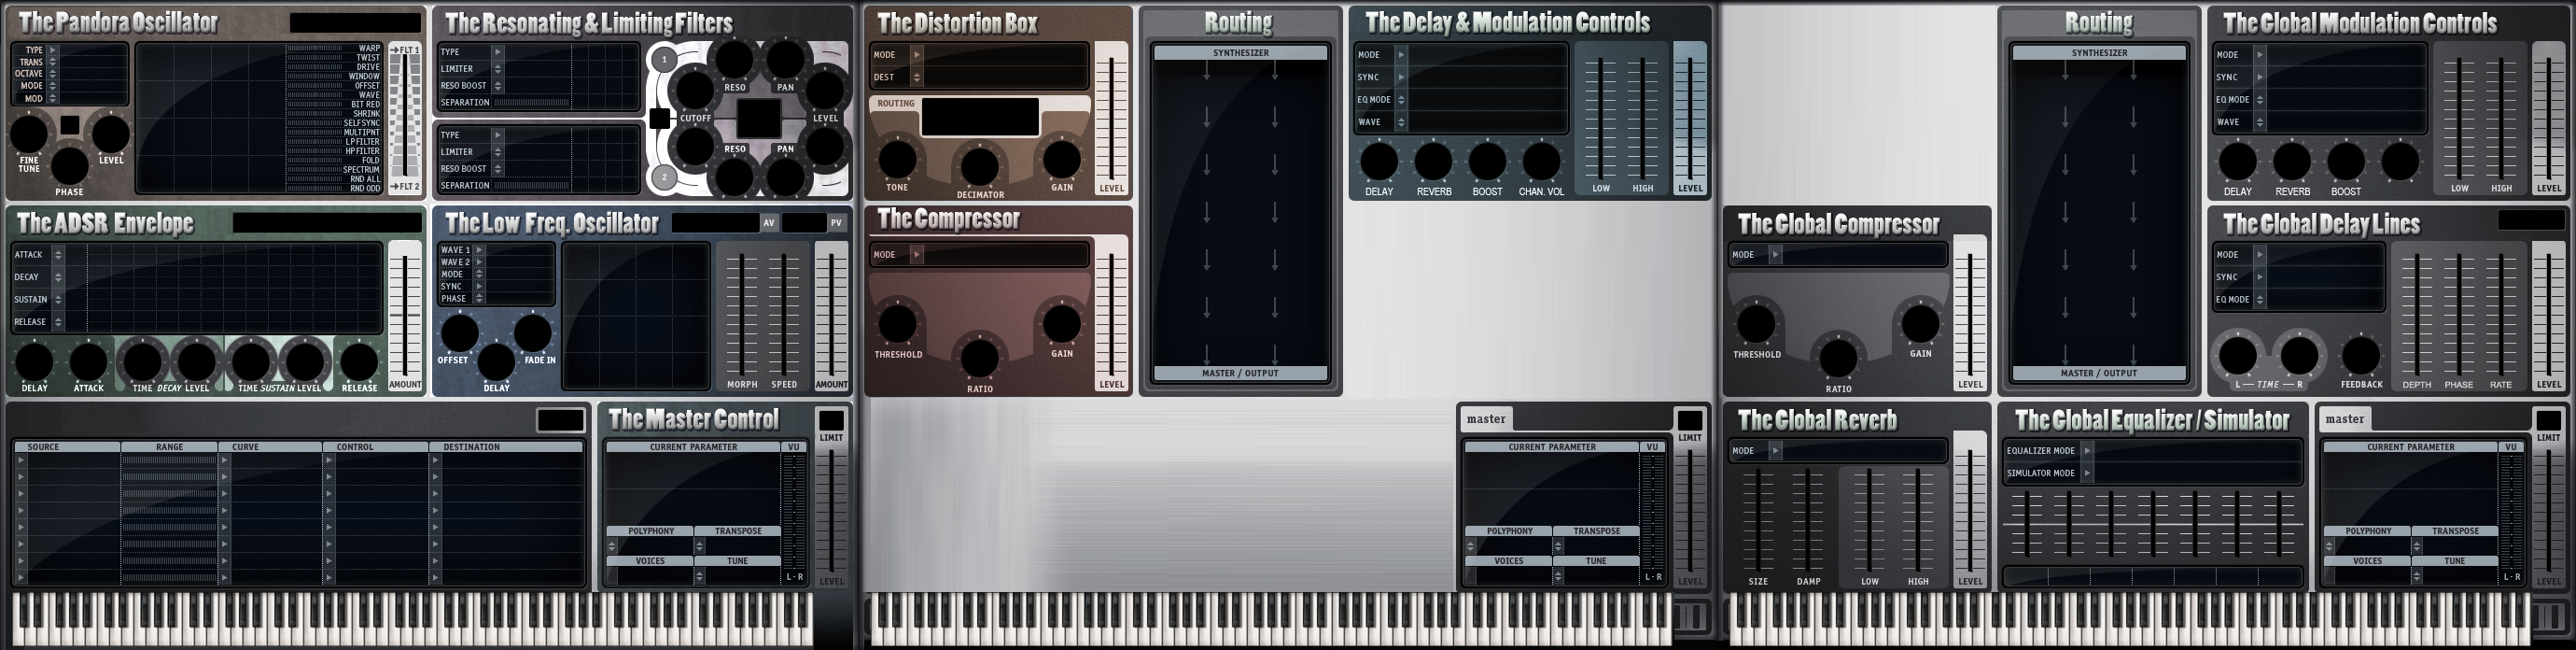 The Pandora Oscillator
TYPE
TRANS
OCTAVE
MODE
MOD
WARP
TWIST
DRIVE
WINDOW
OFFSET
WAVE
BIT RED
SHRINK
SELFSYNC
MULTIPNT
LP FILTER
HP FILTER
FOLD
SPECTRUM
RND ALL
RND ODD
FLT 1
FLT 2
FINE TUNE
PHASE
LEVEL
The Resonating & Limiting Filters
TYPE
LIMITER
RESO BOOST
SEPARATION
TYPE
LIMITER
RESO BOOST
SEPARATION
1
2
RESO PAN
CUTOFF LEVEL
RESO PAN
The ADSR Envelope
ATTACK
DECAY
SUSTAIN
RELEASE
DELAY ATTACK TIME DECAY LEVEL TIME SUSTAIN LEVEL RELEASE
AMOUNT
The Low Freq. Oscillator
AV PV
WAVE 1
WAVE 2
MODE
SYNC
PHASE
OFFSET FADE IN
DELAY
MORPH SPEED AMOUNT
SOURCE RANGE CURVE CONTROL DESTINATION
The Master Control
CURRENT PARAMETER VU
POLYPHONY TRANSPOSE
VOICES TUNE
L - R
LIMIT
LEVEL
The Distortion Box
MODE
DEST
ROUTING
TONE DECIMATOR GAIN
LEVEL
The Compressor
MODE
THRESHOLD RATIO GAIN
LEVEL
Routing
SYNTHESIZER
MASTER / OUTPUT
The Delay & Modulation Controls
MODE
SYNC
EQ MODE
WAVE
DELAY REVERB BOOST CHAN. VOL
LOW HIGH LEVEL
master
CURRENT PARAMETER VU
POLYPHONY TRANSPOSE
VOICES TUNE
L - R
LIMIT
LEVEL
Routing
SYNTHESIZER
MASTER / OUTPUT
The Global Modulation Controls
MODE
SYNC
EQ MODE
WAVE
DELAY REVERB BOOST
LOW HIGH LEVEL
The Global Compressor
MODE
THRESHOLD RATIO GAIN
LEVEL
The Global Delay Lines
MODE
SYNC
EQ MODE
L — TIME — R FEEDBACK
DEPTH PHASE RATE LEVEL
The Global Reverb
MODE
SIZE DAMP LOW HIGH LEVEL
The Global Equalizer / Simulator
EQUALIZER MODE
SIMULATOR MODE
master
CURRENT PARAMETER VU
POLYPHONY TRANSPOSE
VOICES TUNE
L - R
LIMIT
LEVEL